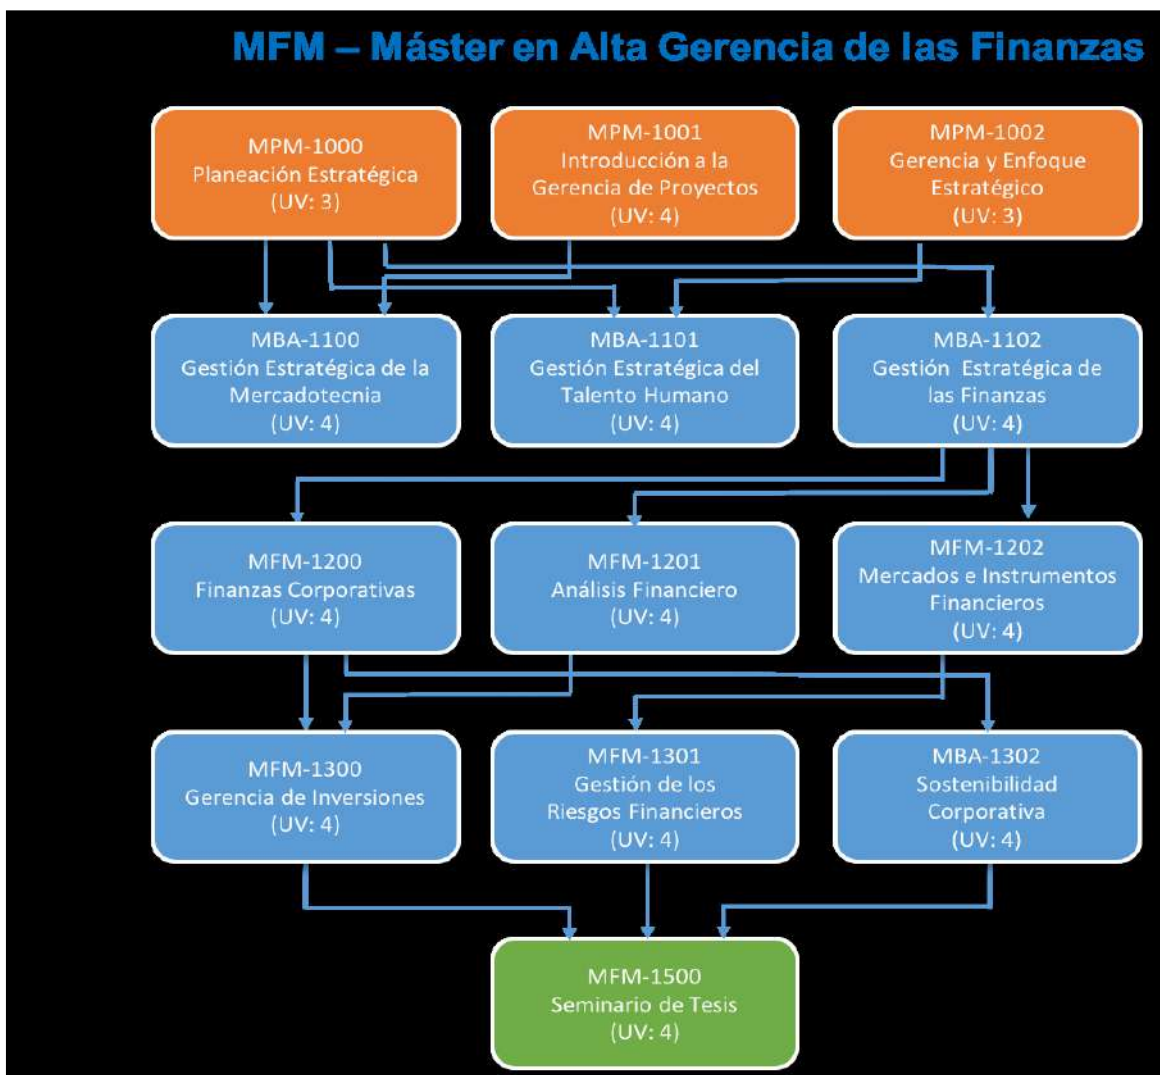 MFM – Máster en Alta Gerencia de las Finanzas
MPM-1000
Planeación Estratégica
(UV: 3)
MPM-1001
Introducción a la
Gerencia de Proyectos
(UV: 4)
MPM-1002
Gerencia y Enfoque
Estratégico
(UV: 3)
MBA-1100
Gestión Estratégica de la
Mercadotecnia
(UV: 4)
MBA-1101
Gestión Estratégica del
Talento Humano
(UV: 4)
MBA-1102
Gestión Estratégica de
las Finanzas
(UV: 4)
MFM-1200
Finanzas Corporativas
(UV: 4)
MFM-1201
Análisis Financiero
(UV: 4)
MFM-1202
Mercados e Instrumentos
Financieros
(UV: 4)
MFM-1300
Gerencia de Inversiones
(UV: 4)
MFM-1301
Gestión de los
Riesgos Financieros
(UV: 4)
MBA-1302
Sostenibilidad
Corporativa
(UV: 4)
MFM-1500
Seminario de Tesis
(UV: 4)